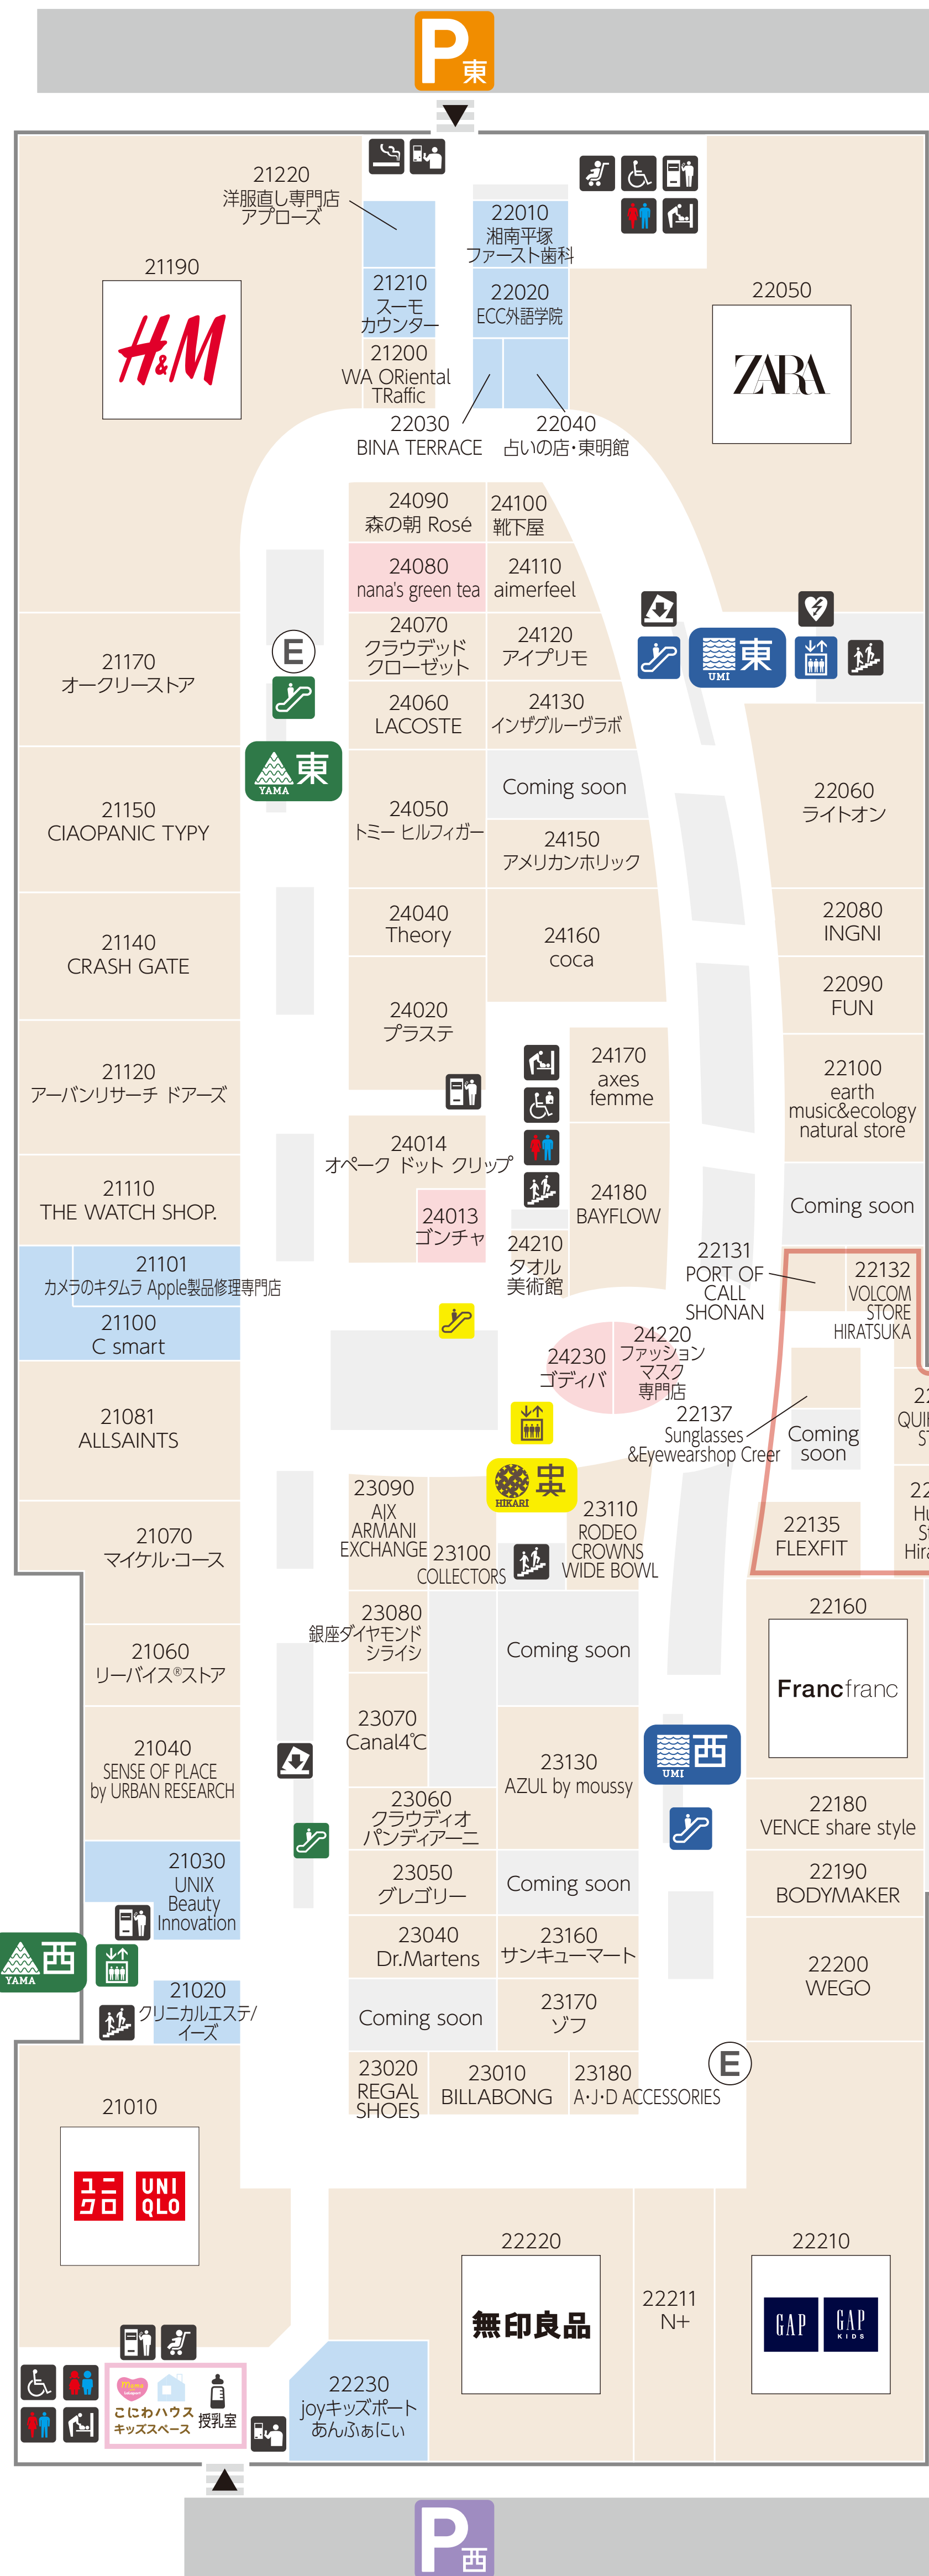 P東
21220
洋服直し専門店
アプローズ
22010
湘南平塚
ファースト歯科
21190
H&M
21210
スーモ
カウンター
22020
ECC外語学院
22050
ZARA
21200
WA ORiental
TRaffic
22030
BINA TERRACE
22040
占いの店・東明館
24090
森の朝 Rosé
24100
靴下屋
24080
nana's green tea
24110
aimerfeel
24070
クラウデッド
クローゼット
24120
アイプリモ
E
東
UMI
21170
オークリーストア
24060
LACOSTE
24130
インザグルーヴラボ
東
YAMA
Coming soon
21150
CIAOPANIC TYPY
24050
トミー ヒルフィガー
24150
アメリカンホリック
22060
ライトオン
21140
CRASH GATE
24040
Theory
24160
coca
22080
INGNI
22090
FUN
24020
プラステ
21120
アーバンリサーチ ドアーズ
24170
axes
femme
22100
earth
music&ecology
natural store
24014
オペーク ドット クリップ
21110
THE WATCH SHOP.
24013
ゴンチャ
24180
BAYFLOW
Coming soon
24210
タオル
美術館
21101
カメラのキタムラ Apple製品修理専門店
22131
PORT OF
CALL
SHONAN
22132
VOLCOM
STORE
HIRATSUKA
21100
C smart
24230
ゴディバ
24220
ファッション
マスク
専門店
21081
ALLSAINTS
22137
Sunglasses
&Eyewearshop Creer
Coming
soon
22
QUI
ST
中央
HIKARI
23090
A|X
ARMANI
EXCHANGE
23100
COLLECTORS
23110
RODEO
CROWNS
WIDE BOWL
22135
FLEXFIT
22
Hu
St
Hira
21070
マイケル・コース
23080
銀座ダイヤモンド
シライシ
Coming soon
22160
Francfranc
21060
リーバイス®ストア
23070
Canal4℃
21040
SENSE OF PLACE
by URBAN RESEARCH
23130
AZUL by moussy
西
UMI
23060
クラウディオ
パンディアーニ
22180
VENCE share style
21030
UNIX
Beauty
Innovation
23050
グレゴリー
Coming soon
22190
BODYMAKER
西
YAMA
23040
Dr.Martens
23160
サンキューマート
22200
WEGO
21020
クリニカルエステ/
イーズ
Coming soon
23170
ゾフ
E
23020
REGAL
SHOES
23010
BILLABONG
23180
A・J・D ACCESSORIES
21010
ユニクロ
UNIQLO
22220
無印良品
22211
N+
22210
GAP
GAP
KIDS
22230
joyキッズポート
あんふぁにぃ
こにわハウス
キッズスペース
授乳室
P西